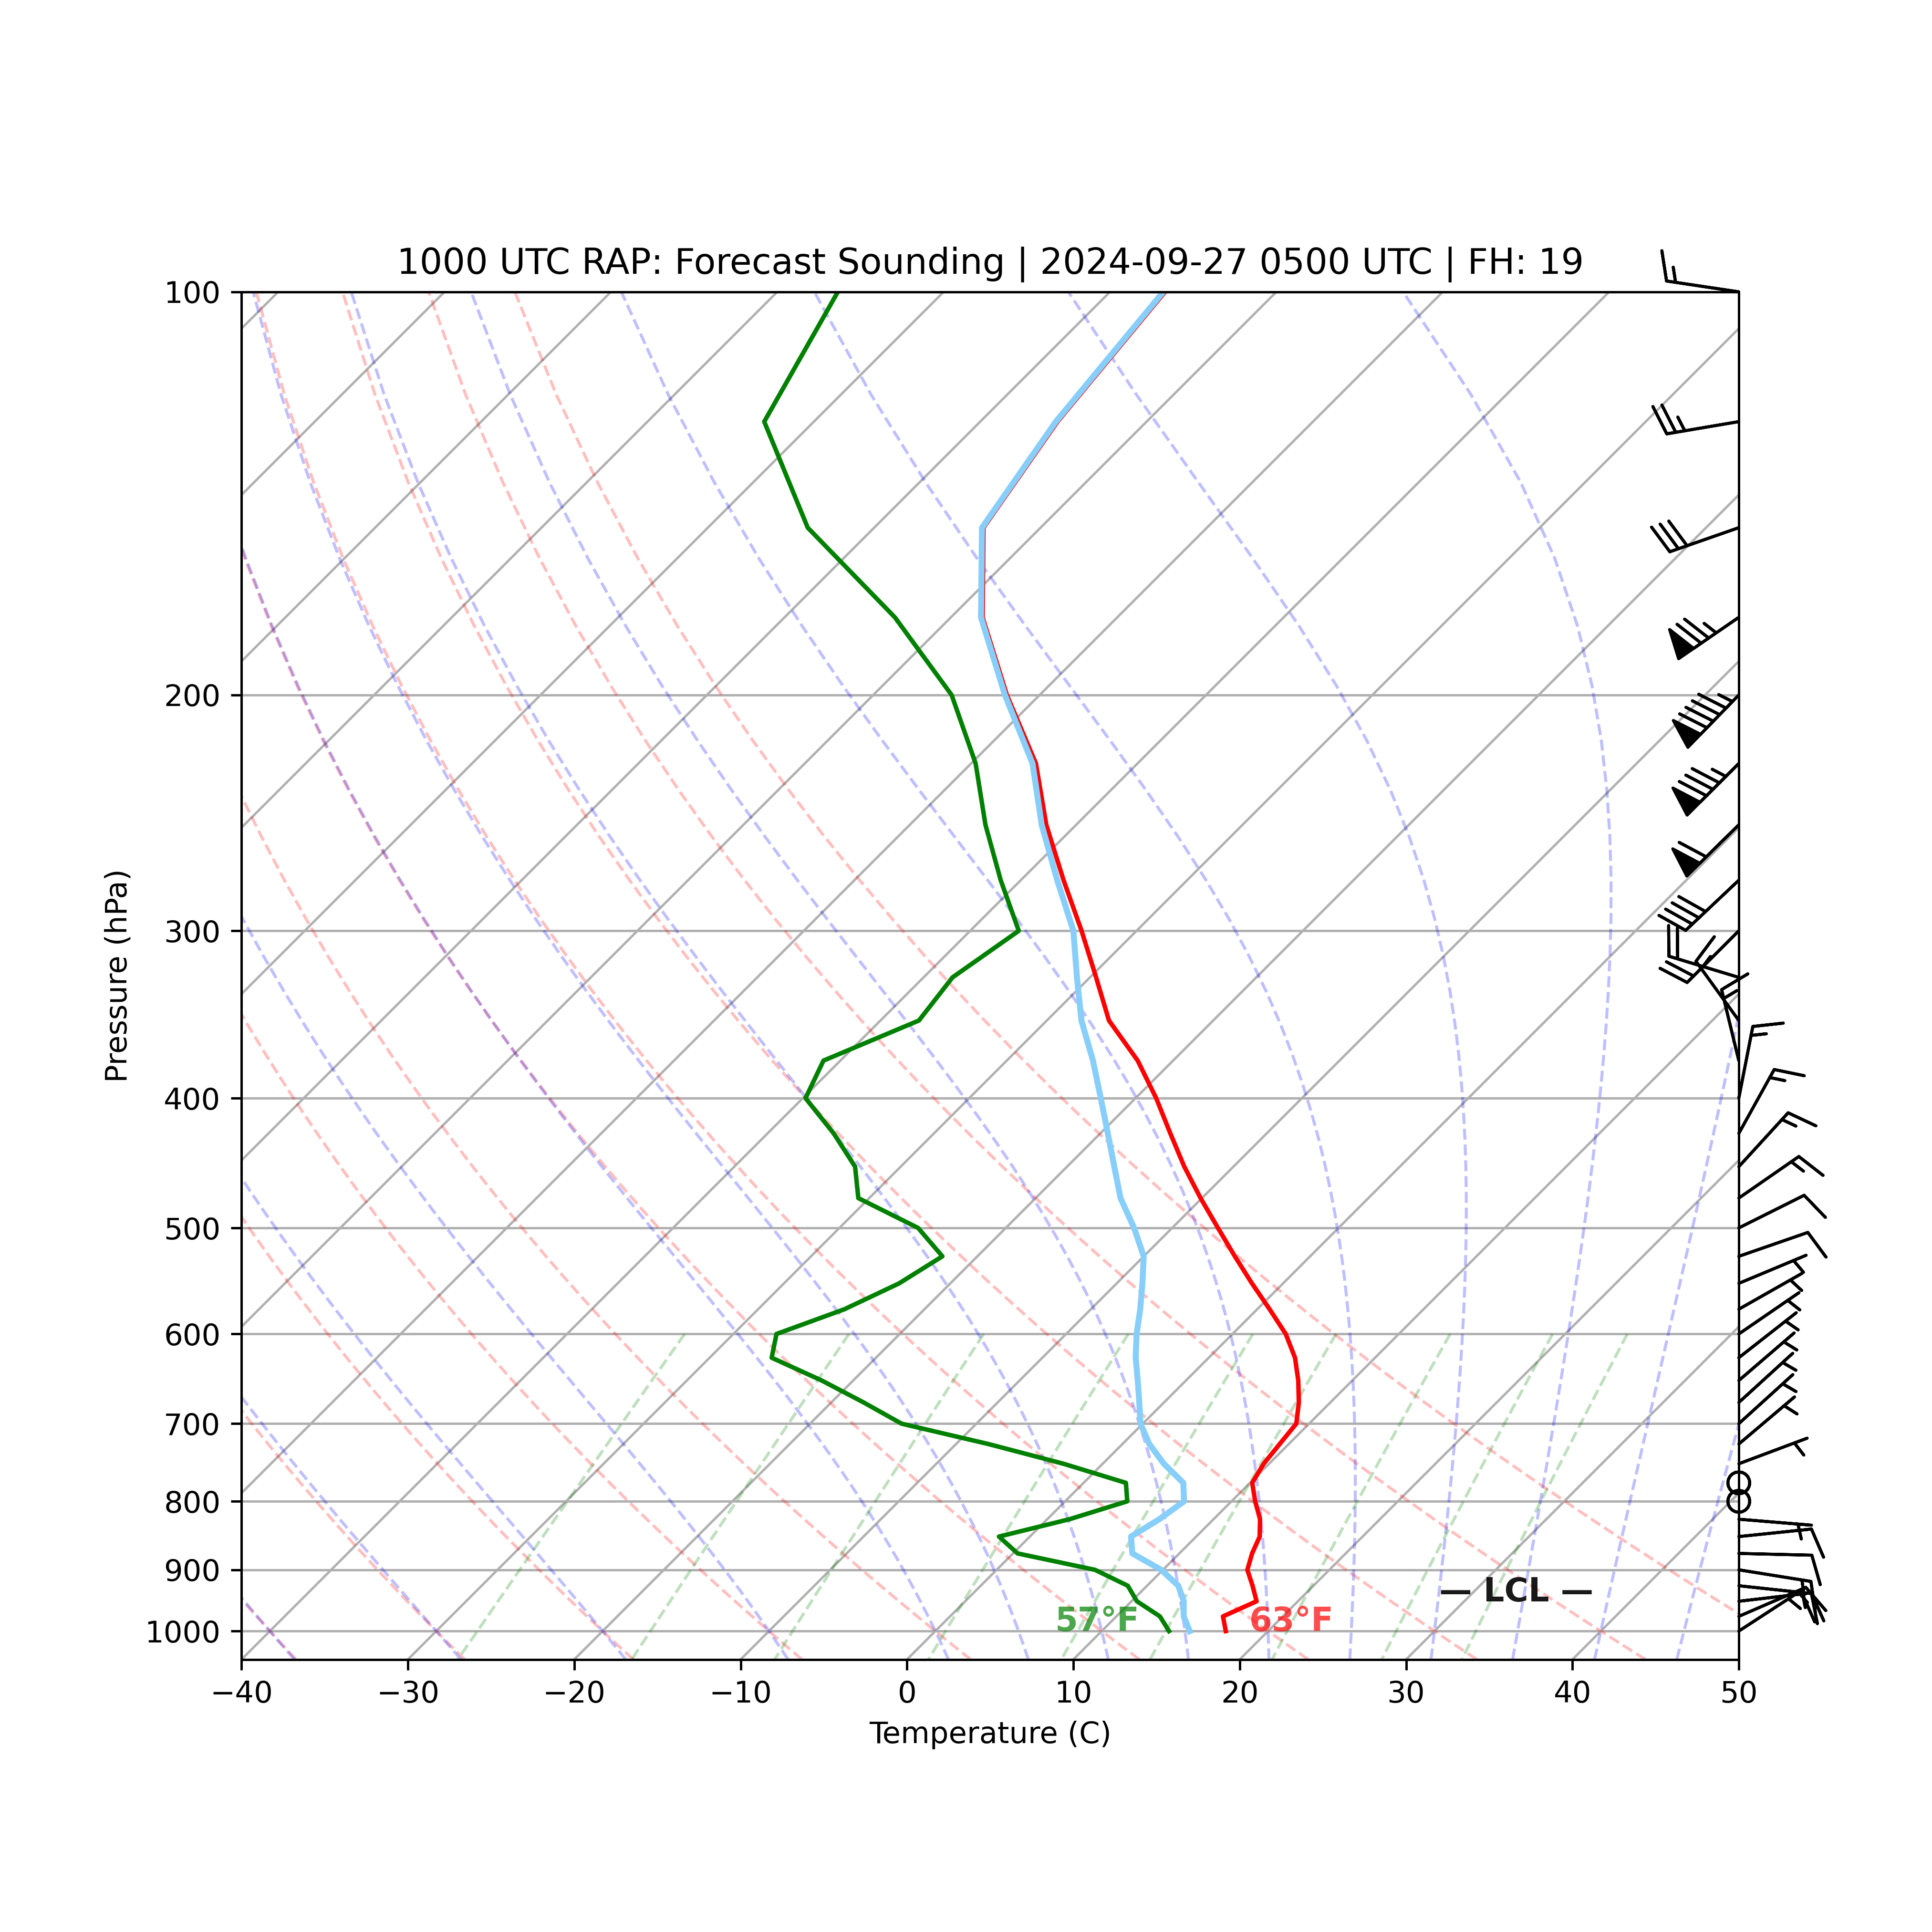 1000 UTC RAP: Forecast Sounding | 2024-09-27 0500 UTC | FH: 19
100
200
300
400
500
600
700
800
900
1000
Pressure (hPa)
— LCL —
57°F
63°F
−40 −30 −20 −10 0 10 20 30 40 50
Temperature (C)